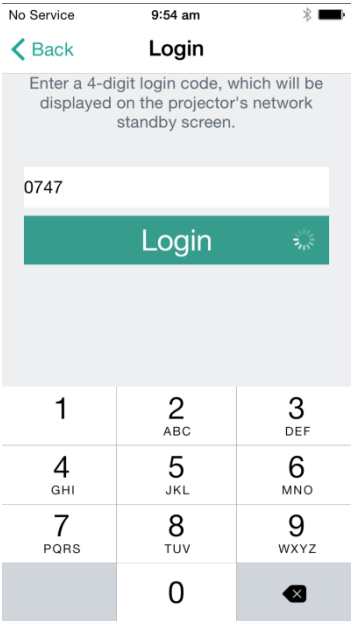 No Service 9:54 am
Back Login
Enter a 4-digit login code, which will be
displayed on the projector's network
standby screen.
0747
Login
1 2 3
ABC DEF
4 5 6
GHI JKL MNO
7 8 9
PQRS TUV WXYZ
0